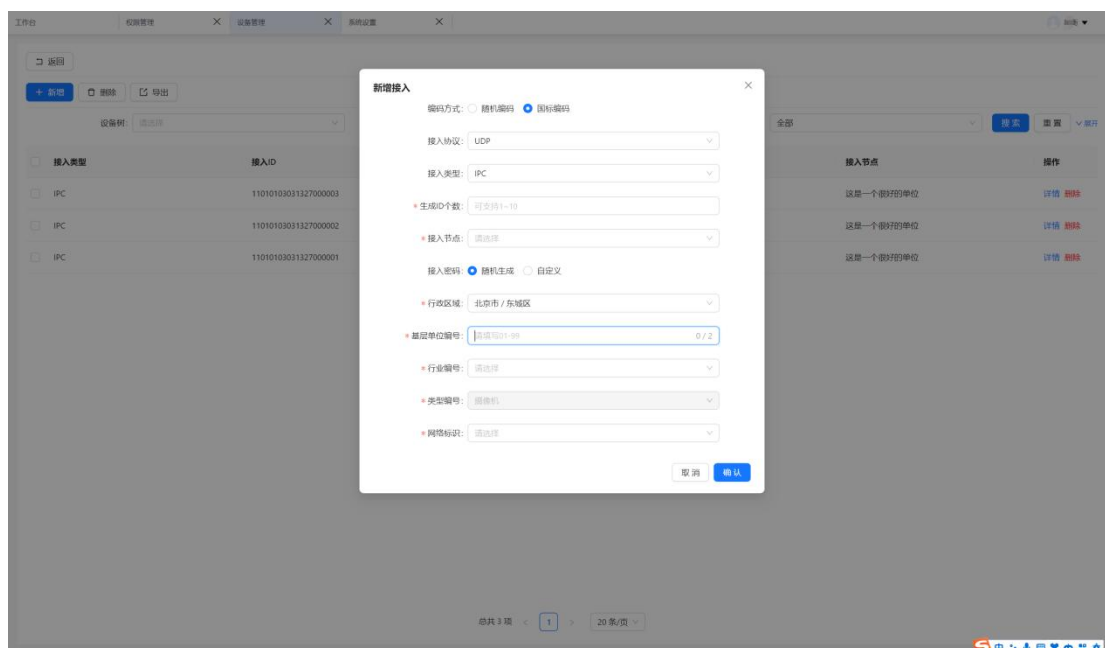 工作台 权限管理 设备管理 系统设置
返回
新增 删除 导出
设备树: 请选择 全部 搜索 重置 展开
接入类型 接入ID 接入节点 操作
IPC 11010103031327000003 这是一个很好的单位 详情 删除
IPC 11010103031327000002 这是一个很好的单位 详情 删除
IPC 11010103031327000001 这是一个很好的单位 详情 删除
新增接入
编码方式: 随机编码 国标编码
接入协议: UDP
接入类型: IPC
* 生成ID个数: 可支持1~10
* 接入节点: 请选择
接入密码: 随机生成 自定义
* 行政区域: 北京市 / 东城区
* 基层单位编号: 请填写01-99 0 / 2
* 行业编号: 请选择
* 类型编号: 摄像机
* 网络标识: 请选择
取消 确认
总共 3 项 < 1 > 20 条/页